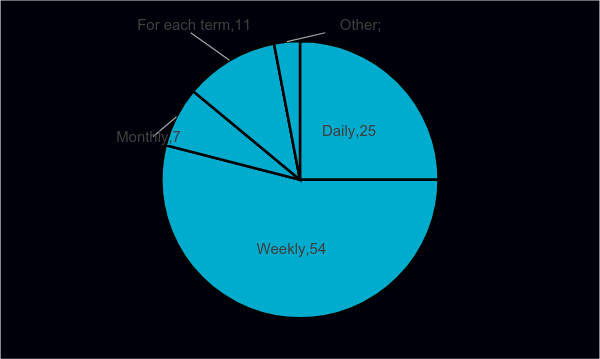 For each term,11
Other;
Monthly,7
Daily,25
Weekly,54